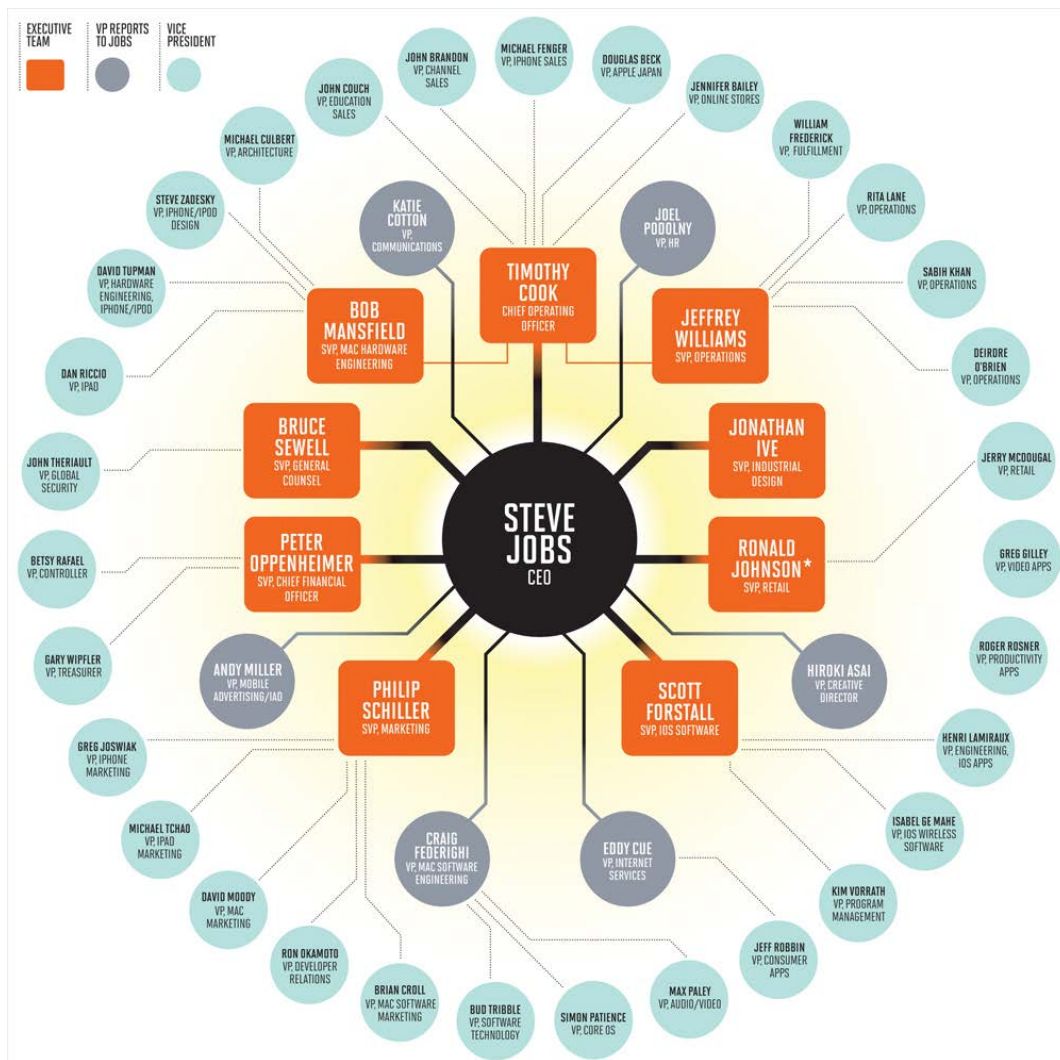 EXECUTIVE
TEAM
VP REPORTS
TO JOBS
VICE
PRESIDENT
JOHN COUCH
VP, EDUCATION
SALES
JOHN BRANDON
VP, CHANNEL
SALES
MICHAEL FENGER
VP, IPHONE SALES
DOUGLAS BECK
VP, APPLE JAPAN
JENNIFER BAILEY
VP, ONLINE STORES
WILLIAM
FREDERICK
VP, FULFILLMENT
MICHAEL CULBERT
VP, ARCHITECTURE
STEVE ZADESKY
VP, IPHONE/IPOD
DESIGN
KATIE
COTTON
VP,
COMMUNICATIONS
JOEL
PODOLNY
VP, HR
RITA LANE
VP, OPERATIONS
DAVID TUPMAN
VP, HARDWARE
ENGINEERING,
IPHONE/IPOD
BOB
MANSFIELD
SVP, MAC HARDWARE
ENGINEERING
TIMOTHY
COOK
CHIEF OPERATING
OFFICER
JEFFREY
WILLIAMS
SVP, OPERATIONS
SABIH KHAN
VP, OPERATIONS
DAN RICCIO
VP, IPAD
DEIRDRE
O'BRIEN
VP, OPERATIONS
BRUCE
SEWELL
SVP, GENERAL
COUNSEL
JONATHAN
IVE
SVP, INDUSTRIAL
DESIGN
JOHN THERIAULT
VP, GLOBAL
SECURITY
JERRY MCDOUGAL
VP, RETAIL
STEVE
JOBS
CEO
BETSY RAFAEL
VP, CONTROLLER
PETER
OPPENHEIMER
SVP, CHIEF FINANCIAL
OFFICER
RONALD
JOHNSON*
SVP, RETAIL
GREG GILLEY
VP, VIDEO APPS
GARY WIPFLER
VP, TREASURER
ANDY MILLER
VP, MOBILE
ADVERTISING/IAD
HIROKI ASAI
VP, CREATIVE
DIRECTOR
ROGER ROSNER
VP, PRODUCTIVITY
APPS
PHILIP
SCHILLER
SVP, MARKETING
SCOTT
FORSTALL
SVP, IOS SOFTWARE
GREG JOSWIAK
VP, IPHONE
MARKETING
HENRI LAMIRAUX
VP, ENGINEERING,
IOS APPS
MICHAEL TCHAO
VP, IPAD
MARKETING
CRAIG
FEDERIGHI
VP, MAC SOFTWARE
ENGINEERING
EDDY CUE
VP, INTERNET
SERVICES
ISABEL GE MAHE
VP, IOS WIRELESS
SOFTWARE
DAVID MOODY
VP, MAC
MARKETING
KIM VORRATH
VP, PROGRAM
MANAGEMENT
RON OKAMOTO
VP, DEVELOPER
RELATIONS
JEFF ROBBIN
VP, CONSUMER
APPS
BRIAN CROLL
VP, MAC SOFTWARE
MARKETING
BUD TRIBBLE
VP, SOFTWARE
TECHNOLOGY
SIMON PATIENCE
VP, CORE OS
MAX PALEY
VP, AUDIO/VIDEO